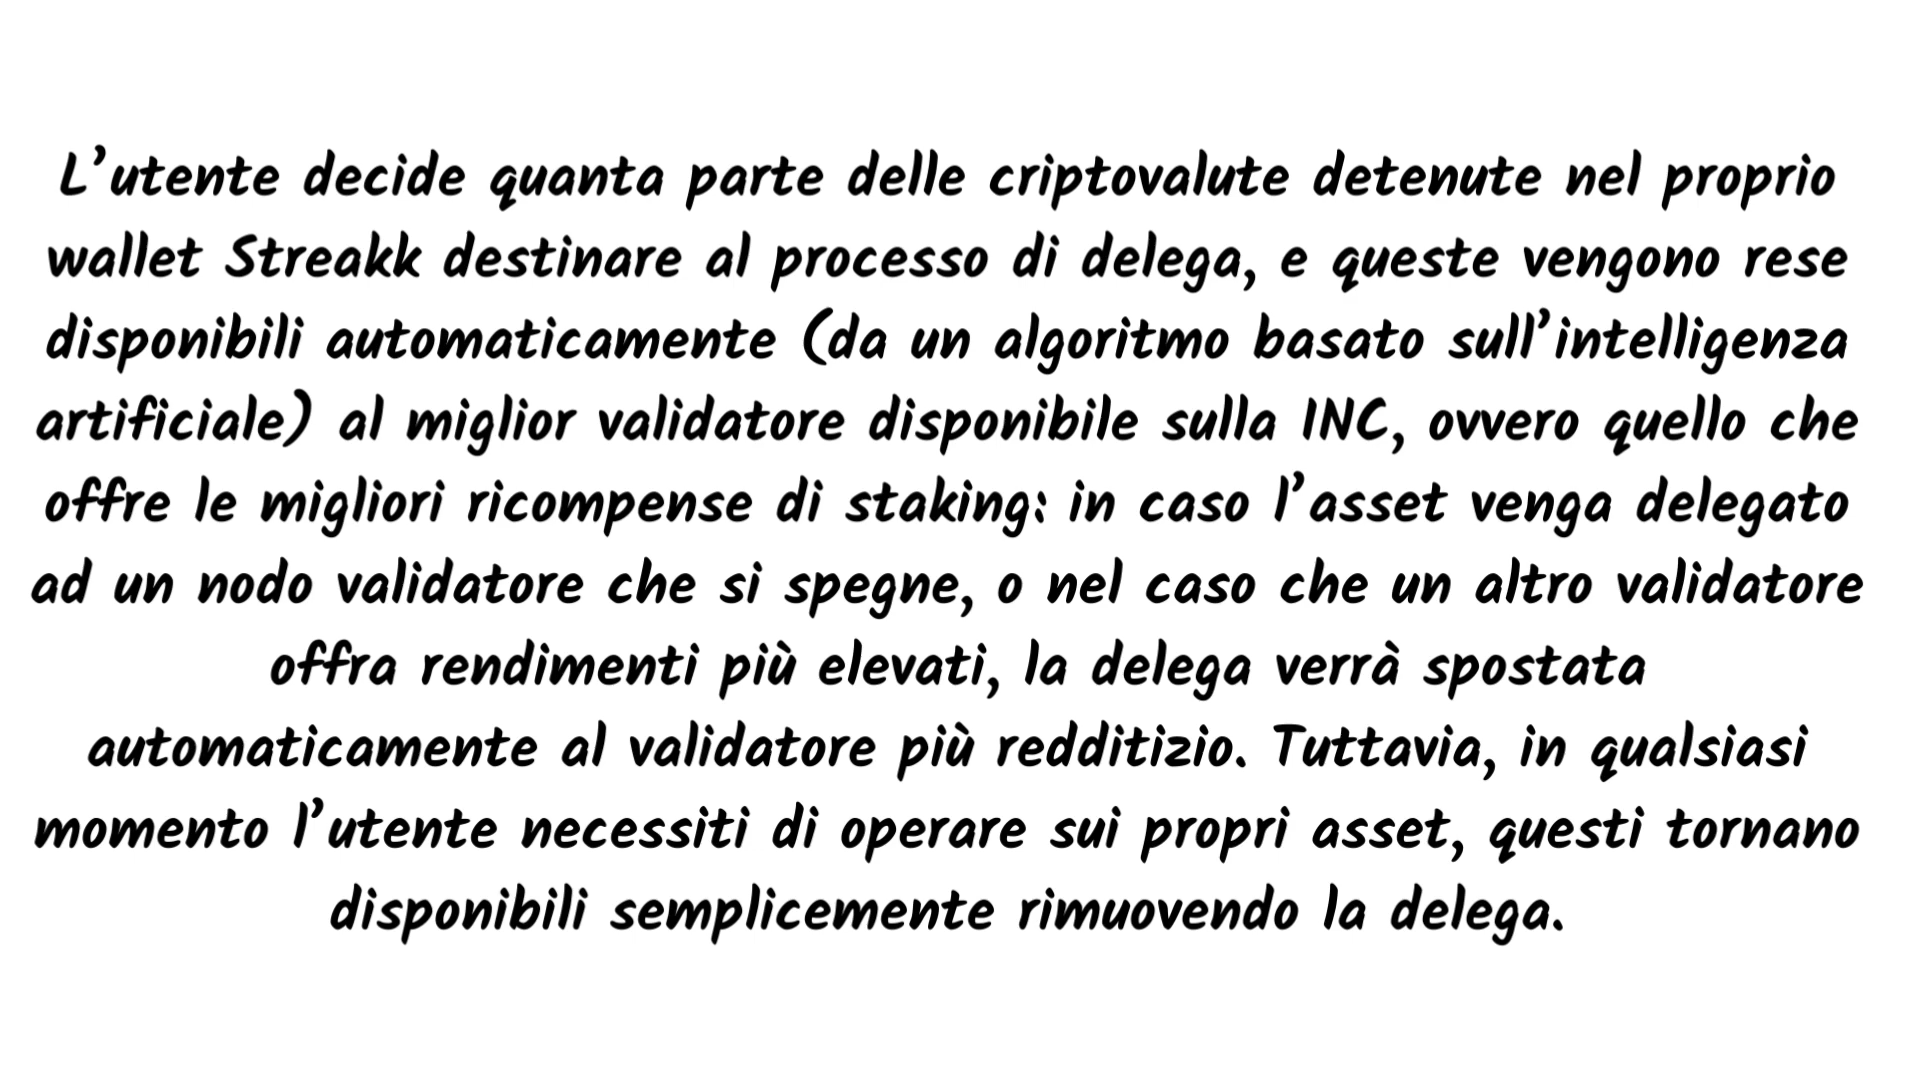 L’utente decide quanta parte delle criptovalute detenute nel proprio
wallet Streakk destinare al processo di delega, e queste vengono rese
disponibili automaticamente (da un algoritmo basato sull’intelligenza
artificiale) al miglior validatore disponibile sulla INC, ovvero quello che
offre le migliori ricompense di staking: in caso l’asset venga delegato
ad un nodo validatore che si spegne, o nel caso che un altro validatore
offra rendimenti più elevati, la delega verrà spostata
automaticamente al validatore più redditizio. Tuttavia, in qualsiasi
momento l’utente necessiti di operare sui propri asset, questi tornano
disponibili semplicemente rimuovendo la delega.